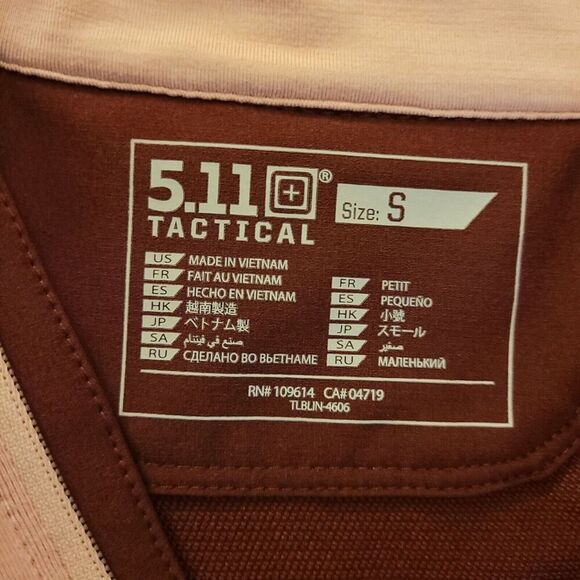 5.11®
TACTICAL
Size: S
US MADE IN VIETNAM
FR FAIT AU VIETNAM
ES HECHO EN VIETNAM
HK 越南製造
JP ベトナム製
SA صنع في فيتنام
RU СДЕЛАНО ВО ВЬЕТНАМЕ
FR PETIT
ES PEQUEÑO
HK 小號
JP スモール
SA صغير
RU МАЛЕНЬКИЙ
RN# 109614 CA# 04719
TLBLIN-4606